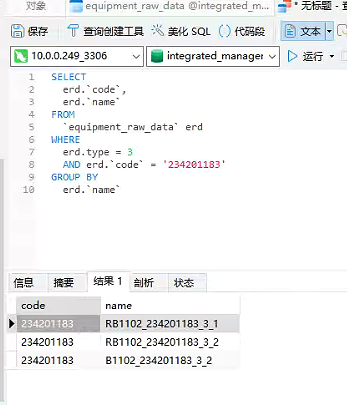 对象
equipment_raw_data @integrated_m...
* 无标题 -
保存
查询创建工具
美化 SQL
() 代码段
文本
10.0.0.249_3306
integrated_manager
运行
1 SELECT
2 erd.`code`,
3 erd.`name`
4 FROM
5 `equipment_raw_data` erd
6 WHERE
7 erd.type = 3
8 AND erd.`code` = '234201183'
9 GROUP BY
10 erd.`name`
信息 摘要 结果 1 剖析 状态
code name
234201183 RB1102_234201183_3_1
234201183 RB1102_234201183_3_2
234201183 B1102_234201183_3_2